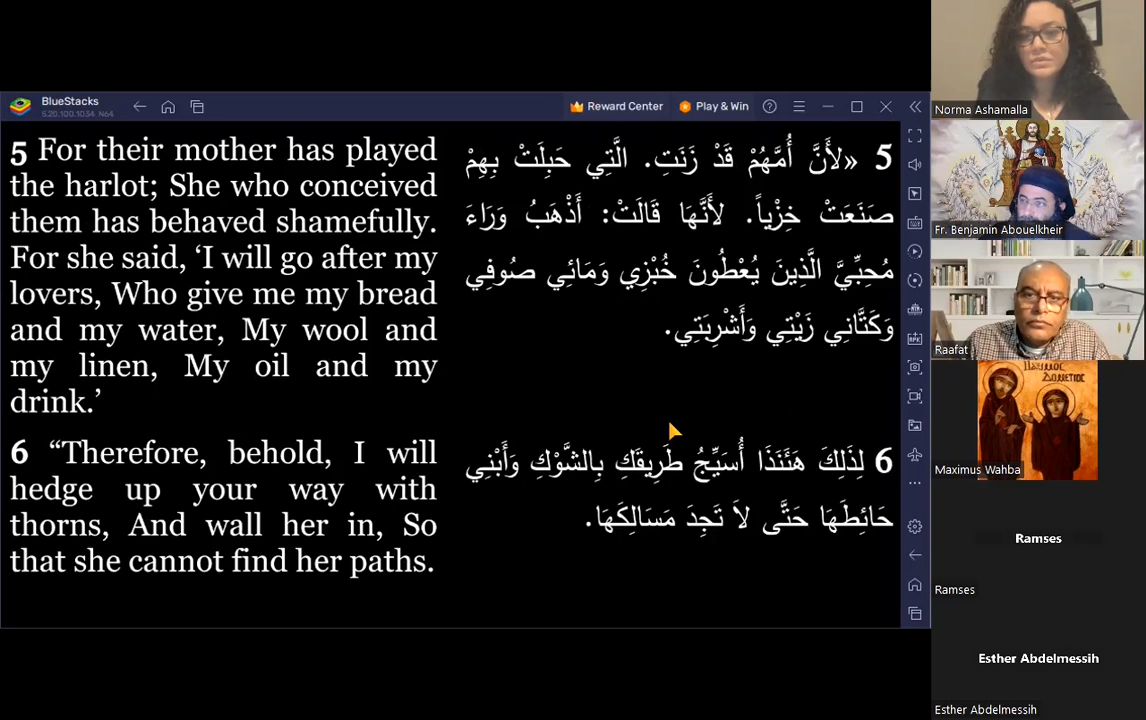 BlueStacks
5.20.100.1034 N64
Reward Center
Play & Win
5 For their mother has played
the harlot; She who conceived
them has behaved shamefully.
For she said, ‘I will go after my
lovers, Who give me my bread
and my water, My wool and
my linen, My oil and my
drink.’
6 “Therefore, behold, I will
hedge up your way with
thorns, And wall her in, So
that she cannot find her paths.
5 «لأَنَّ أُمَّهُمْ قَدْ زَنَتِ. الَّتِي حَبِلَتْ بِهِمْ
صَنَعَتْ خِزْياً. لأَنَّهَا قَالَتْ: أَذْهَبُ وَرَاءَ
مُحِبِّيَّ الَّذِينَ يُعْطُونَ خُبْزِي وَمَائِي صُوفِي
وَكَتَّانِي زَيْتِي وَأَشْرِبَتِي.
6 لِذَلِكَ هَئَنَذَا أُسَيِّجُ طَرِيقَكِ بِالشَّوْكِ وَأَبْنِي
حَائِطَهَا حَتَّى لاَ تَجِدَ مَسَالِكَهَا.
Norma Ashamalla
Fr. Benjamin Abouelkheir
Raafat
Maximus Wahba
Ramses
Ramses
Esther Abdelmessih
Esther Abdelmessih